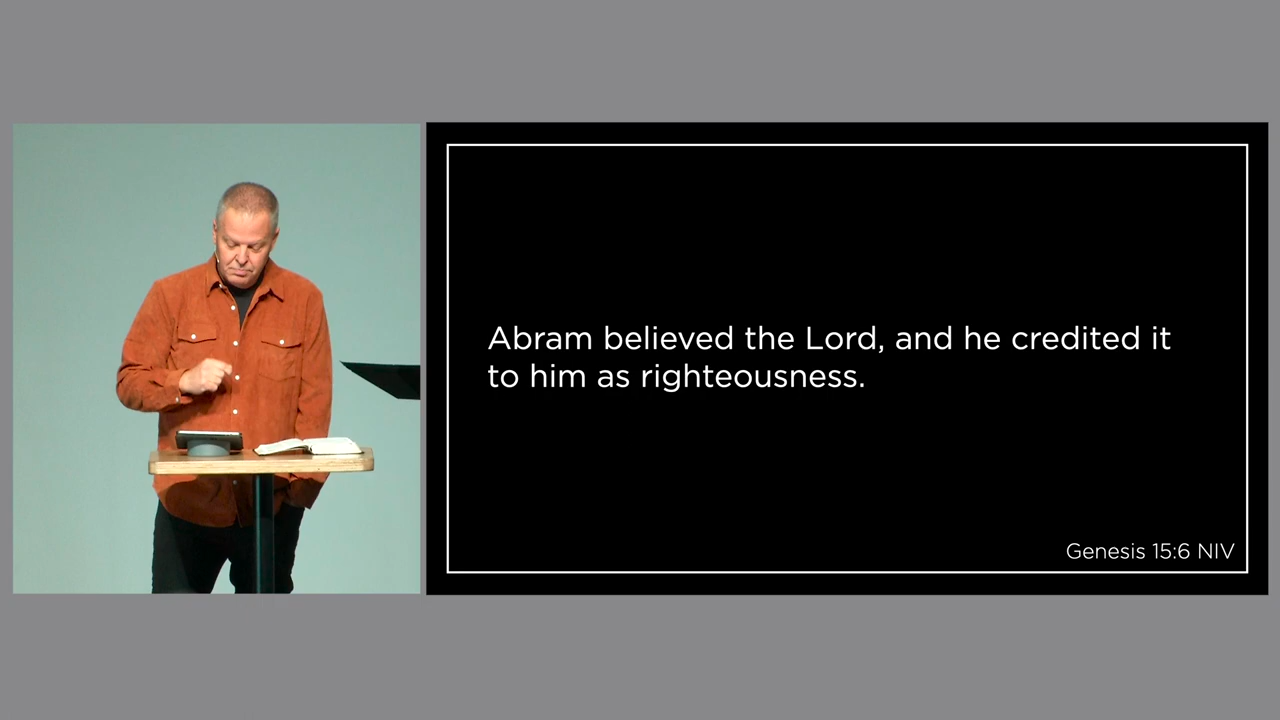 Abram believed the Lord, and he credited it
to him as righteousness.
Genesis 15:6 NIV